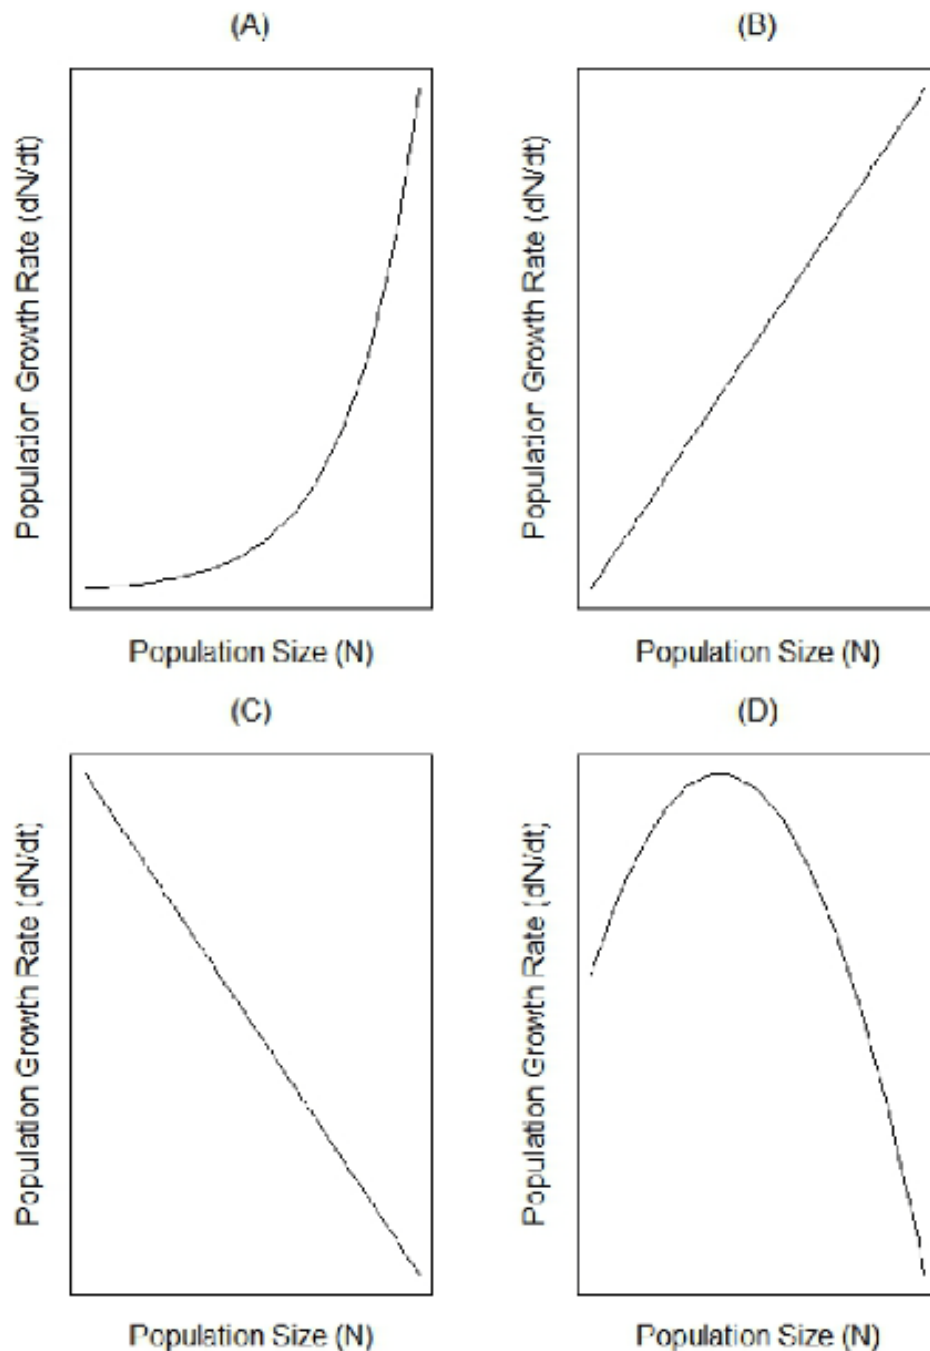 (A)
(B)
Population Growth Rate (dN/dt)
Population Growth Rate (dN/dt)
Population Size (N)
Population Size (N)
(C)
(D)
Population Growth Rate (dN/dt)
Population Growth Rate (dN/dt)
Population Size (N)
Population Size (N)